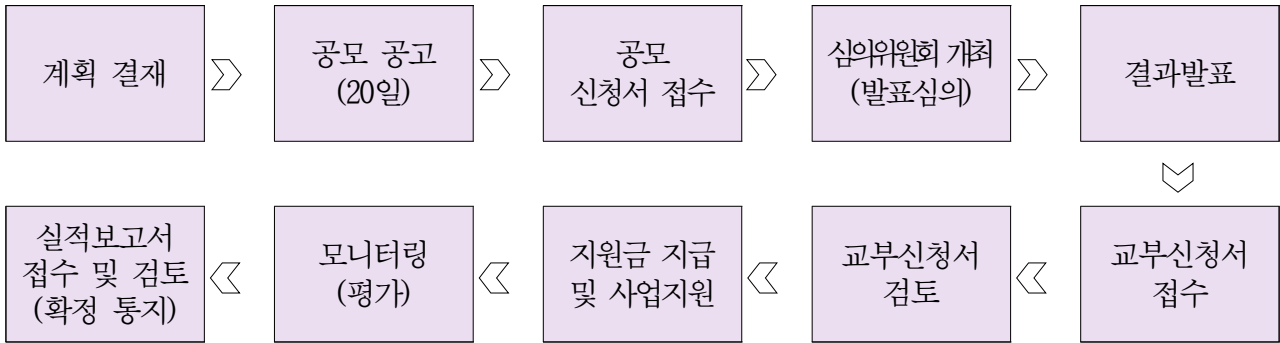 계획 결재
공모 공고
(20일)
공모
신청서 접수
심의위원회 개최
(발표심의)
결과발표
교부신청서
접수
교부신청서
검토
지원금 지급
및 사업지원
모니터링
(평가)
실적보고서
접수 및 검토
(확정 통지)